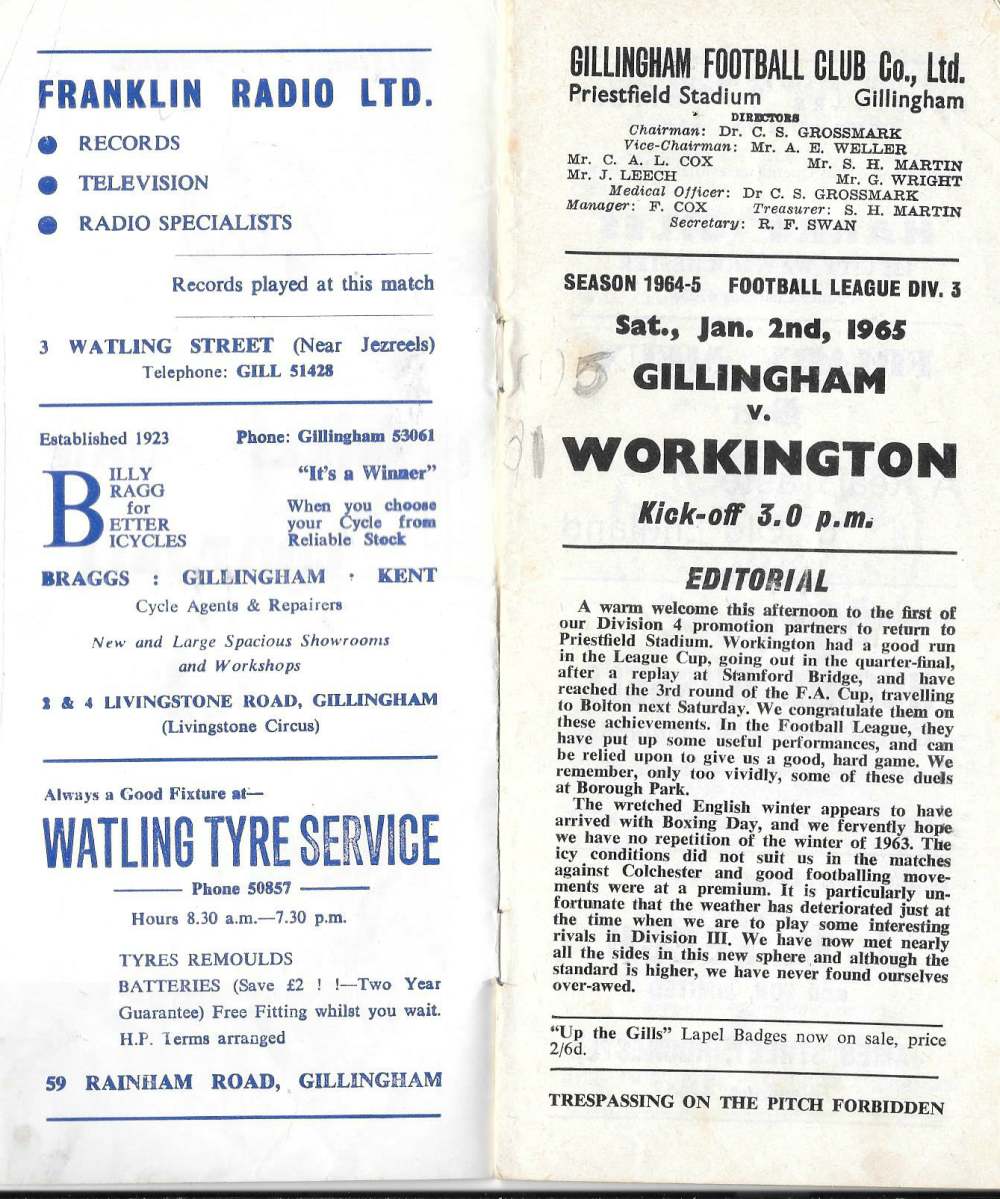 FRANKLIN RADIO LTD.
RECORDS
TELEVISION
RADIO SPECIALISTS
Records played at this match
3 WATLING STREET (Near Jezreels)
Telephone: GILL 51428
Established 1923 Phone: Gillingham 53061
BILLY
BRAGG
for
BETTER
BICYCLES
"It's a Winner"
When you choose
your Cycle from
Reliable Stock
BRAGGS : GILLINGHAM · KENT
Cycle Agents & Repairers
New and Large Spacious Showrooms
and Workshops
2 & 4 LIVINGSTONE ROAD, GILLINGHAM
(Livingstone Circus)
Always a Good Fixture at—
WATLING TYRE SERVICE
Phone 50857
Hours 8.30 a.m.—7.30 p.m.
TYRES REMOULDS
BATTERIES (Save £2 ! !—Two Year
Guarantee) Free Fitting whilst you wait.
H.P. Terms arranged
59 RAINHAM ROAD, GILLINGHAM
GILLINGHAM FOOTBALL CLUB Co., Ltd.
Priestfield Stadium Gillingham
DIRECTORS
Chairman: Dr. C. S. GROSSMARK
Vice-Chairman: Mr. A. E. WELLER
Mr. C. A. L. COX Mr. S. H. MARTIN
Mr. J. LEECH Mr. G. WRIGHT
Medical Officer: Dr C. S. GROSSMARK
Manager: F. COX Treasurer: S. H. MARTIN
Secretary: R. F. SWAN
SEASON 1964-5 FOOTBALL LEAGUE DIV. 3
Sat., Jan. 2nd, 1965
GILLINGHAM
v.
WORKINGTON
Kick-off 3.0 p.m.
EDITORIAL
A warm welcome this afternoon to the first of
our Division 4 promotion partners to return to
Priestfield Stadium. Workington had a good run
in the League Cup, going out in the quarter-final,
after a replay at Stamford Bridge, and have
reached the 3rd round of the F.A. Cup, travelling
to Bolton next Saturday. We congratulate them on
these achievements. In the Football League, they
have put up some useful performances, and can
be relied upon to give us a good, hard game. We
remember, only too vividly, some of these duels
at Borough Park.
The wretched English winter appears to have
arrived with Boxing Day, and we fervently hope
we have no repetition of the winter of 1963. The
icy conditions did not suit us in the matches
against Colchester and good footballing move-
ments were at a premium. It is particularly un-
fortunate that the weather has deteriorated just at
the time when we are to play some interesting
rivals in Division III. We have now met nearly
all the sides in this new sphere and although the
standard is higher, we have never found ourselves
over-awed.
"Up the Gills" Lapel Badges now on sale, price
2/6d.
TRESPASSING ON THE PITCH FORBIDDEN